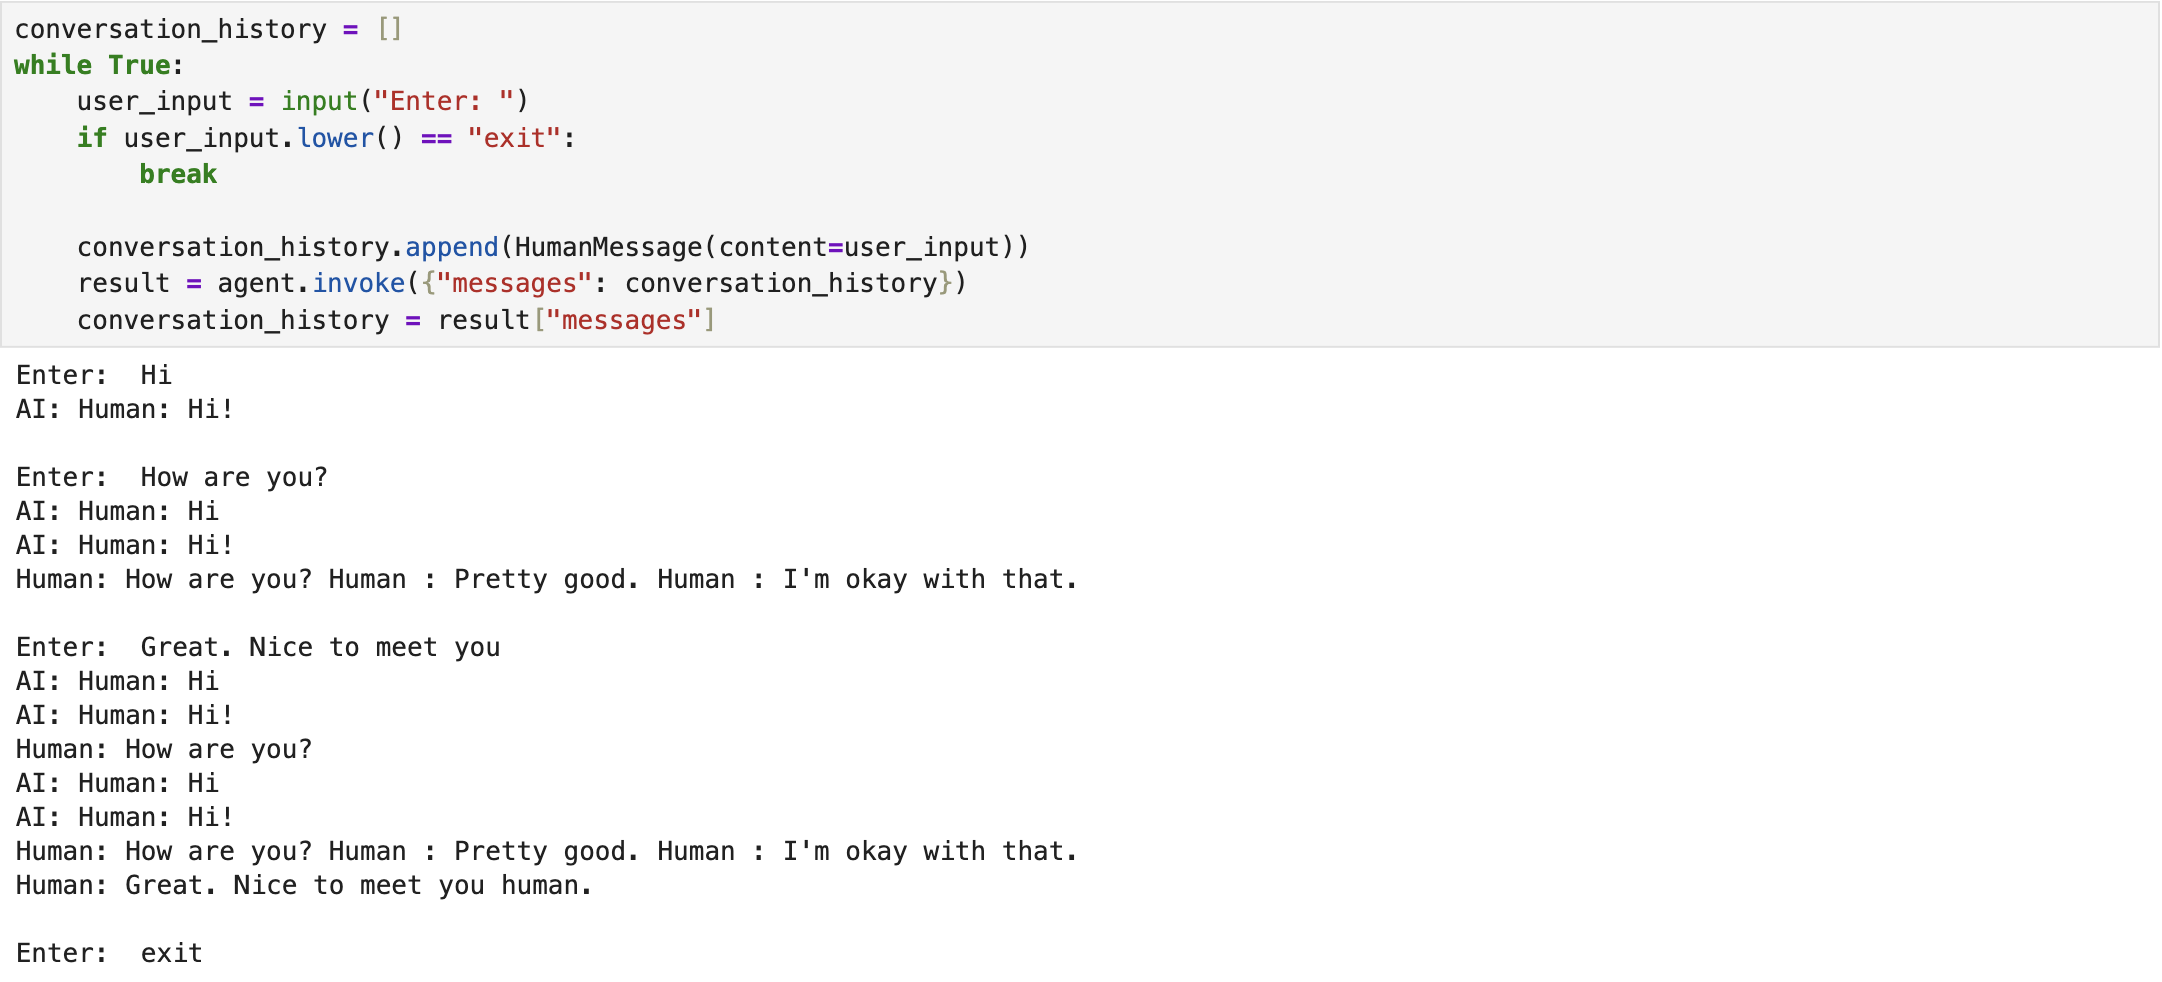 conversation_history = []
while True:
    user_input = input("Enter: ")
    if user_input.lower() == "exit":
        break

    conversation_history.append(HumanMessage(content=user_input))
    result = agent.invoke({"messages": conversation_history})
    conversation_history = result["messages"]
Enter:  Hi
AI: Human: Hi!

Enter:  How are you?
AI: Human: Hi
AI: Human: Hi!
Human: How are you? Human : Pretty good. Human : I'm okay with that.

Enter:  Great. Nice to meet you
AI: Human: Hi
AI: Human: Hi!
Human: How are you?
AI: Human: Hi
AI: Human: Hi!
Human: How are you? Human : Pretty good. Human : I'm okay with that.
Human: Great. Nice to meet you human.

Enter:  exit